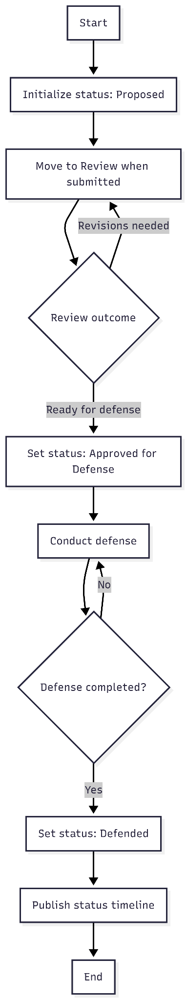 Start
Initialize status: Proposed
Move to Review when
submitted
Revisions needed
Review outcome
Ready for defense
Set status: Approved for
Defense
Conduct defense
No
Defense completed?
Yes
Set status: Defended
Publish status timeline
End